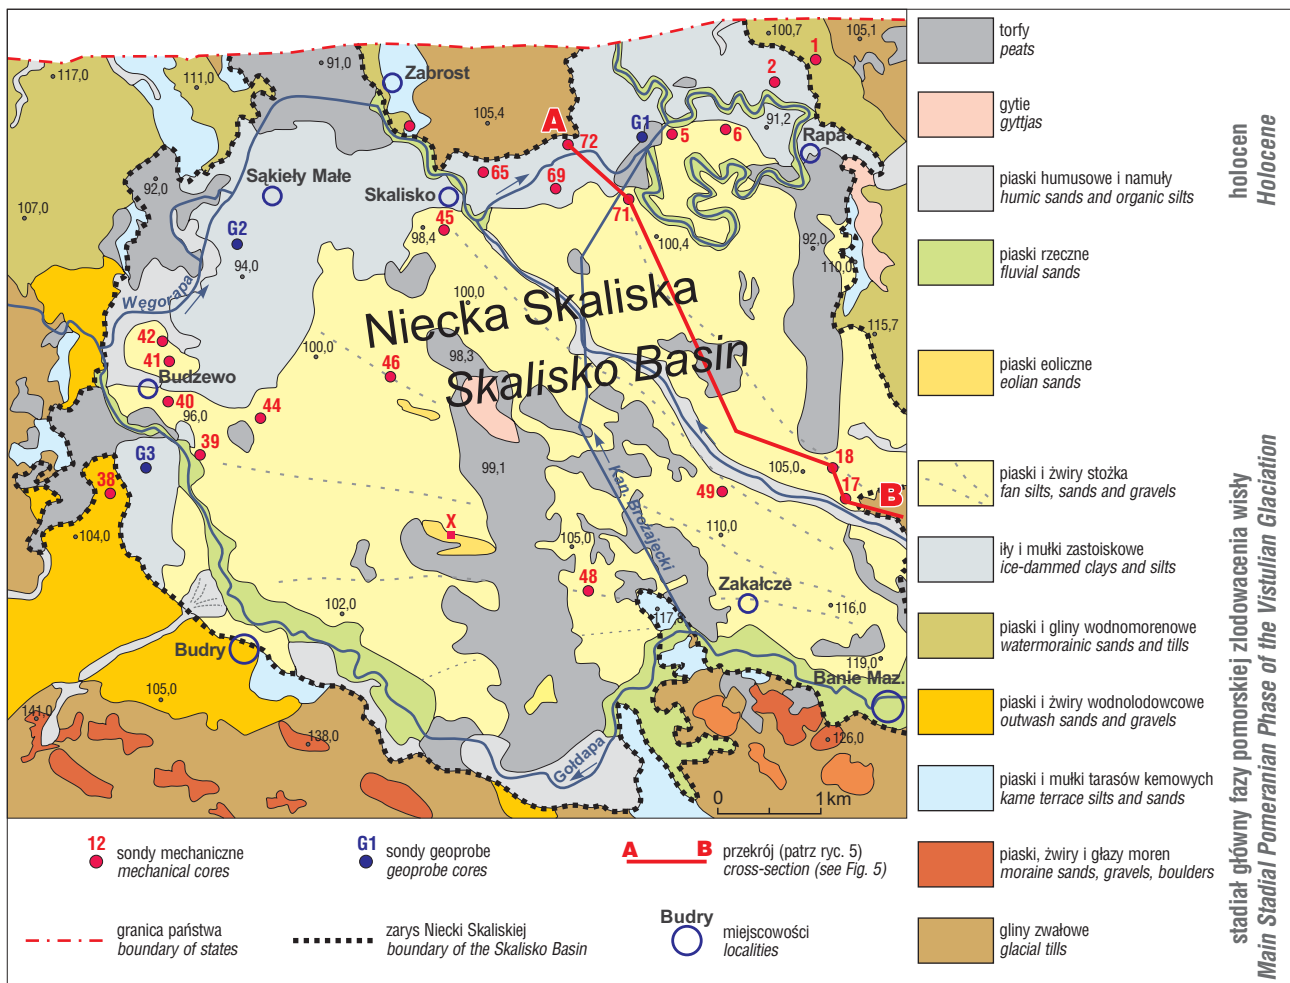 100,7
105,1
1
117,0
111,0
91,0
Zabrost
2
105,4
A
G1
91,2
72
5
6
Rapa
92,0
Sąkieły Małe
65
69
Skalisko
71
107,0
45
G2
98,4
100,4
92,0
94,0
110,0
Węgorapa
100,0
Niecka Skaliska
115,7
42
41
100,0
98,3
Skalisko Basin
46
Budzewo
40
96,0
44
39
99,1
G3
18
105,0
38
Kan. Brożajecki
49
17
B
X
104,0
105,0
110,0
48
Zakałcze
102,0
117,8
116,0
Budry
119,0
Banie Maz.
105,0
141,0
138,0
Gołdapa
126,0
0 1 km
torfy
peats
gytie
gyttjas
piaski humusowe i namuły
humic sands and organic silts
piaski rzeczne
fluvial sands
piaski eoliczne
eolian sands
piaski i żwiry stożka
fan silts, sands and gravels
iły i mułki zastoiskowe
ice-dammed clays and silts
piaski i gliny wodnomorenowe
watermorainic sands and tills
piaski i żwiry wodnolodowcowe
outwash sands and gravels
piaski i mułki tarasów kemowych
kame terrace silts and sands
piaski, żwiry i głazy moren
moraine sands, gravels, boulders
gliny zwałowe
glacial tills
holocen
Holocene
stadiał główny fazy pomorskiej zlodowacenia wisły
Main Stadial Pomeranian Phase of the Vistulian Glaciation
12
sondy mechaniczne
mechanical cores
G1
sondy geoprobe
geoprobe cores
A B
przekrój (patrz ryc. 5)
cross-section (see Fig. 5)
granica państwa
boundary of states
zarys Niecki Skaliskiej
boundary of the Skalisko Basin
Budry
miejscowości
localities